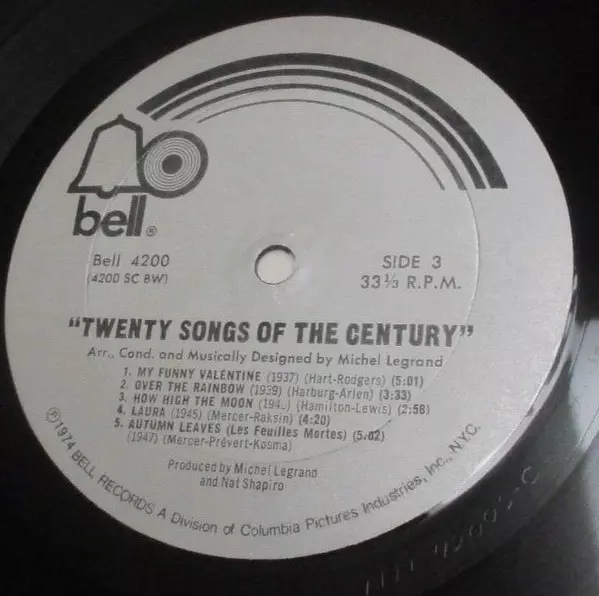 bell®
Bell 4200
(4200 SC BW)
SIDE 3
33⅓ R.P.M.
"TWENTY SONGS OF THE CENTURY"
Arr., Cond. and Musically Designed by Michel Legrand
1. MY FUNNY VALENTINE (1937) (Hart-Rodgers) (5:01)
2. OVER THE RAINBOW (1939) (Harburg-Arlen) (3:33)
3. HOW HIGH THE MOON (Hamilton-Lewis) (2:58)
4. LAURA (1945) (Mercer-Raksin) (4:20)
5. AUTUMN LEAVES (Les Feuilles Mortes) (5:02)
(1947) (Mercer-Prévert-Kosma)
Produced by Michel Legrand
and Nat Shapiro
℗1974 BELL RECORDS A Division of Columbia Pictures Industries, Inc., N.Y.C.